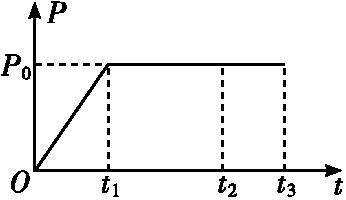 P
P₀
O t₁ t₂ t₃ t